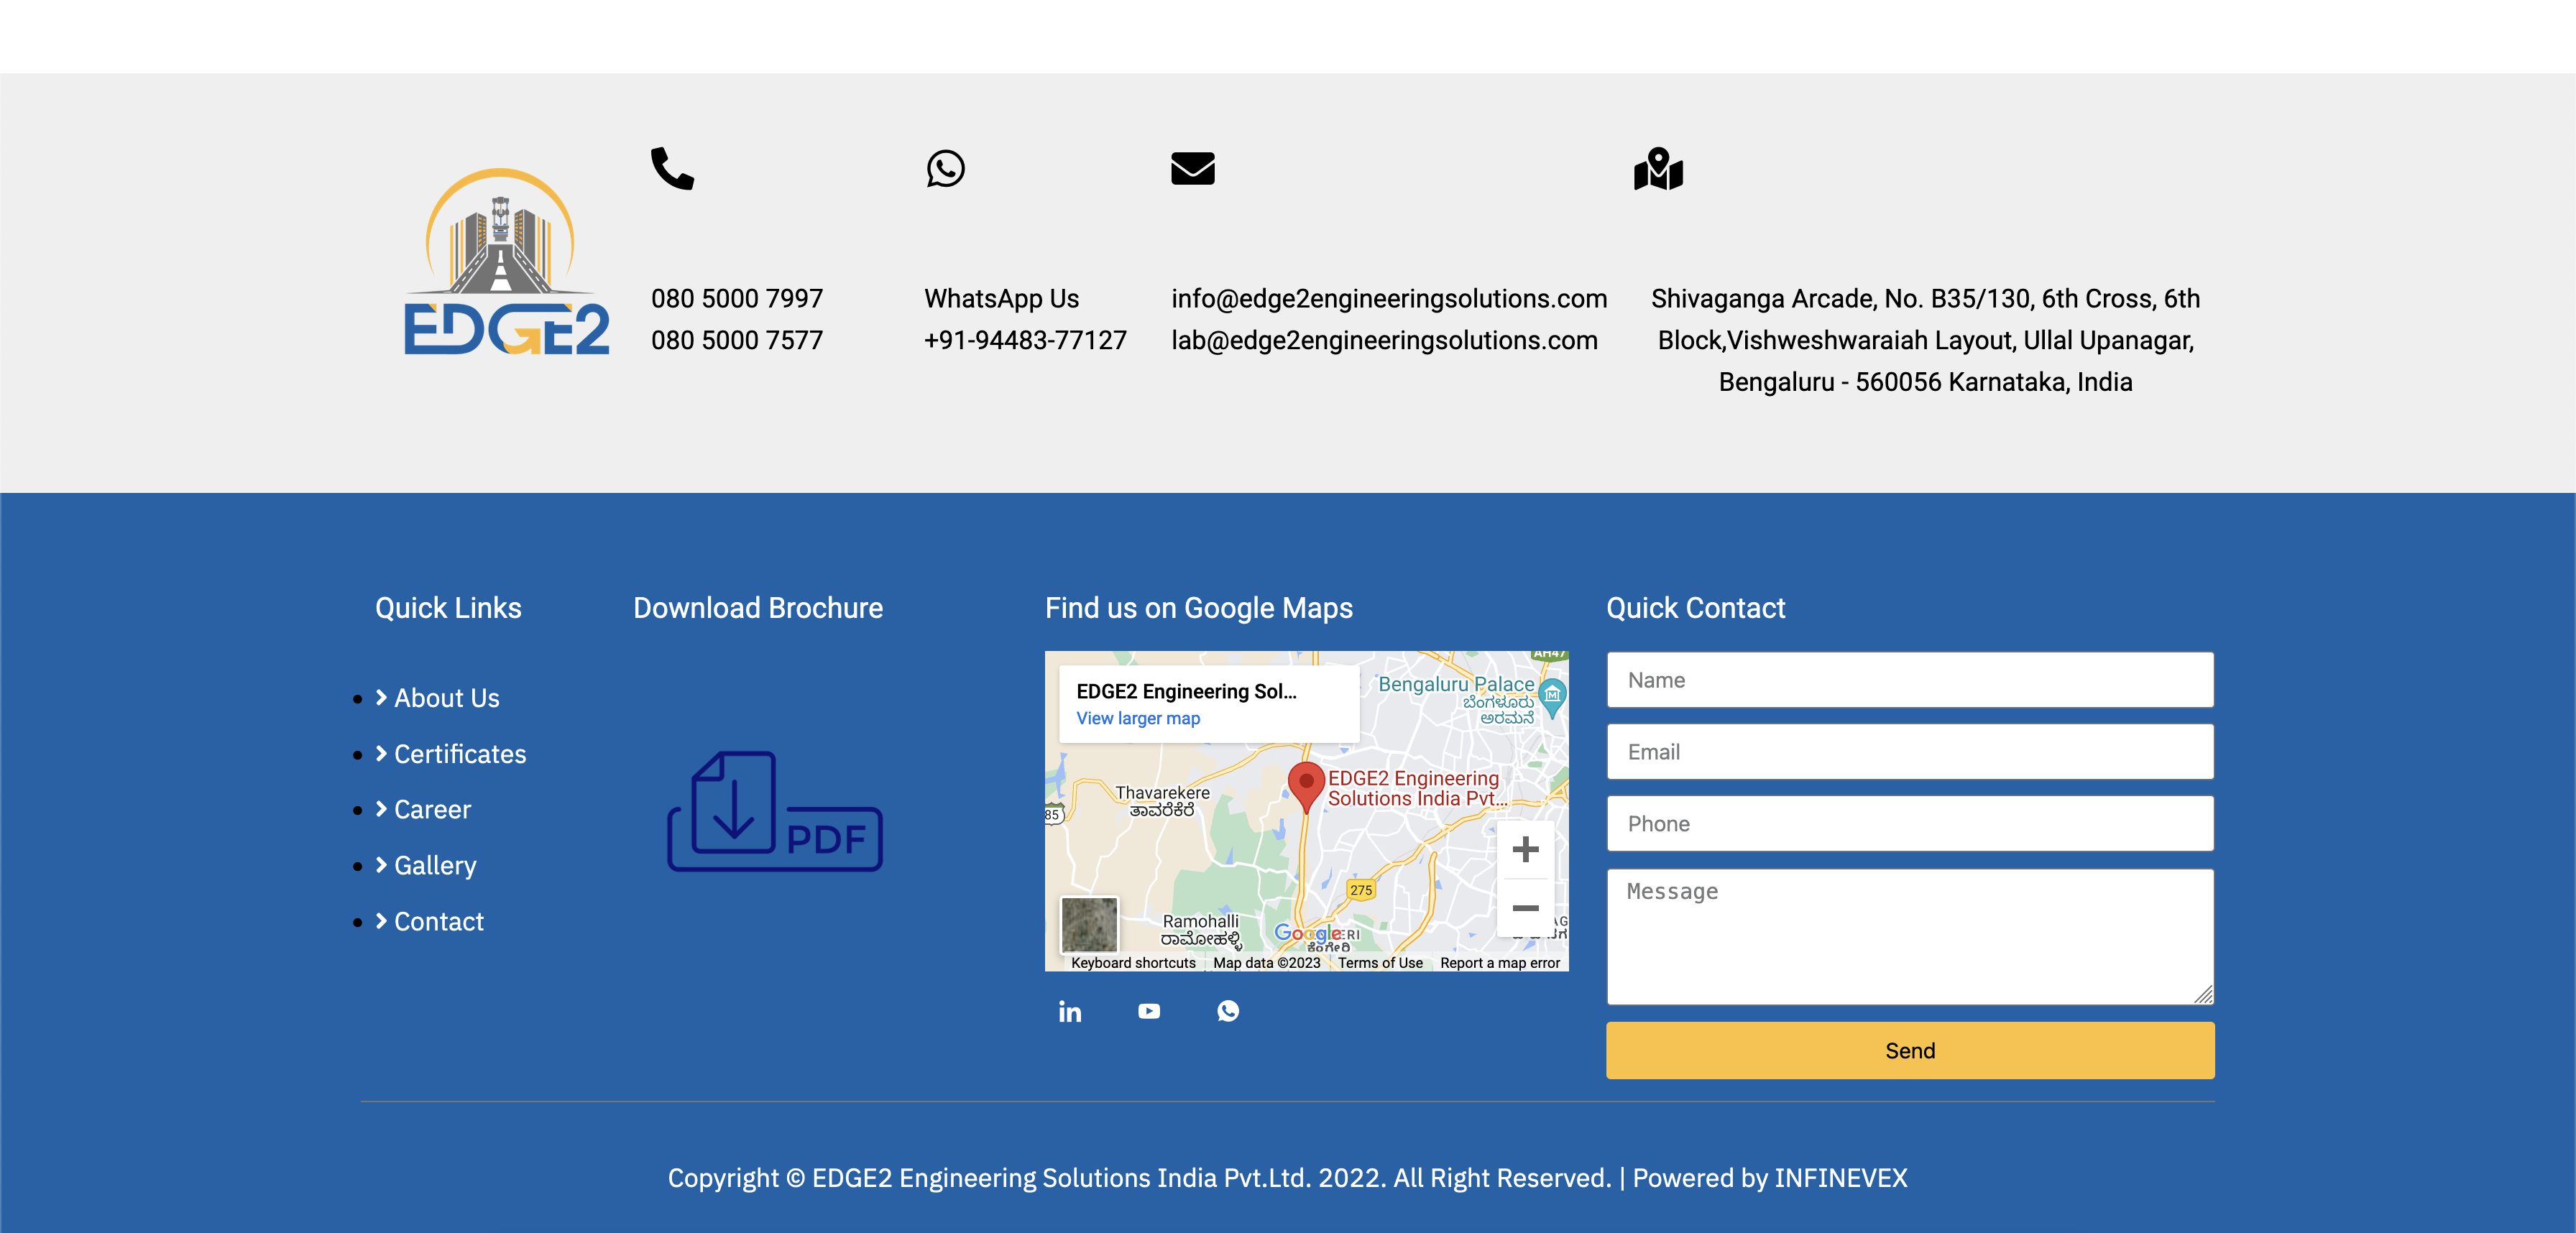 EDGE2
080 5000 7997
080 5000 7577
WhatsApp Us
+91-94483-77127
info@edge2engineeringsolutions.com
lab@edge2engineeringsolutions.com
Shivaganga Arcade, No. B35/130, 6th Cross, 6th
Block,Vishweshwaraiah Layout, Ullal Upanagar,
Bengaluru - 560056 Karnataka, India
Quick Links
About Us
Certificates
Career
Gallery
Contact
Download Brochure
PDF
Find us on Google Maps
EDGE2 Engineering Sol...
View larger map
AH47
Bengaluru Palace
ಬೆಂಗಳೂರು
ಅರಮನೆ
EDGE2 Engineering
Solutions India Pvt...
Thavarekere
ತಾವರೆಕೆರೆ
85
275
Ramohalli
ರಾಮೋಹಳ್ಳಿ
Google
ಕೆಂಗೇರಿ
Keyboard shortcuts
Map data ©2023
Terms of Use
Report a map error
in
Quick Contact
Name
Email
Phone
Message
Send
Copyright © EDGE2 Engineering Solutions India Pvt.Ltd. 2022. All Right Reserved. | Powered by INFINEVEX